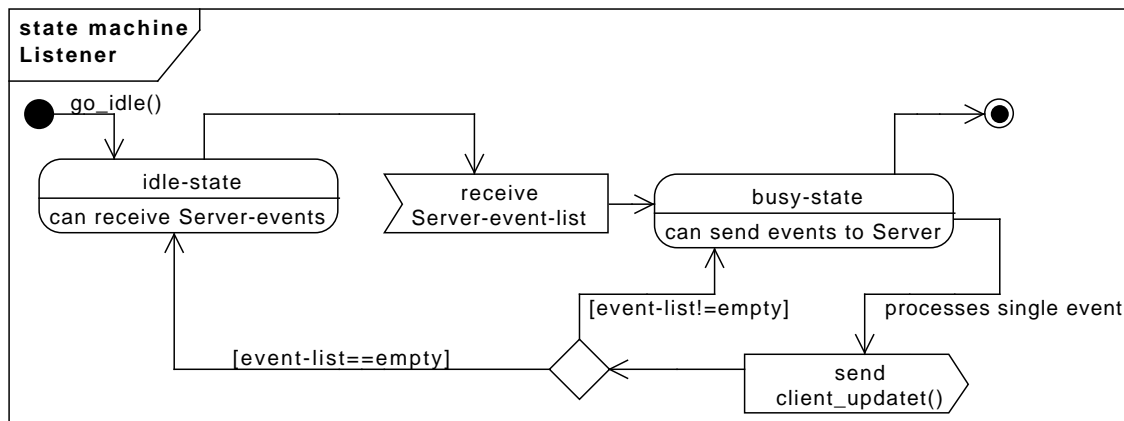 state machine
Listener
go_idle()
idle-state
can receive Server-events
receive
Server-event-list
busy-state
can send events to Server
[event-list!=empty]
processes single event
[event-list==empty]
send
client_updatet()